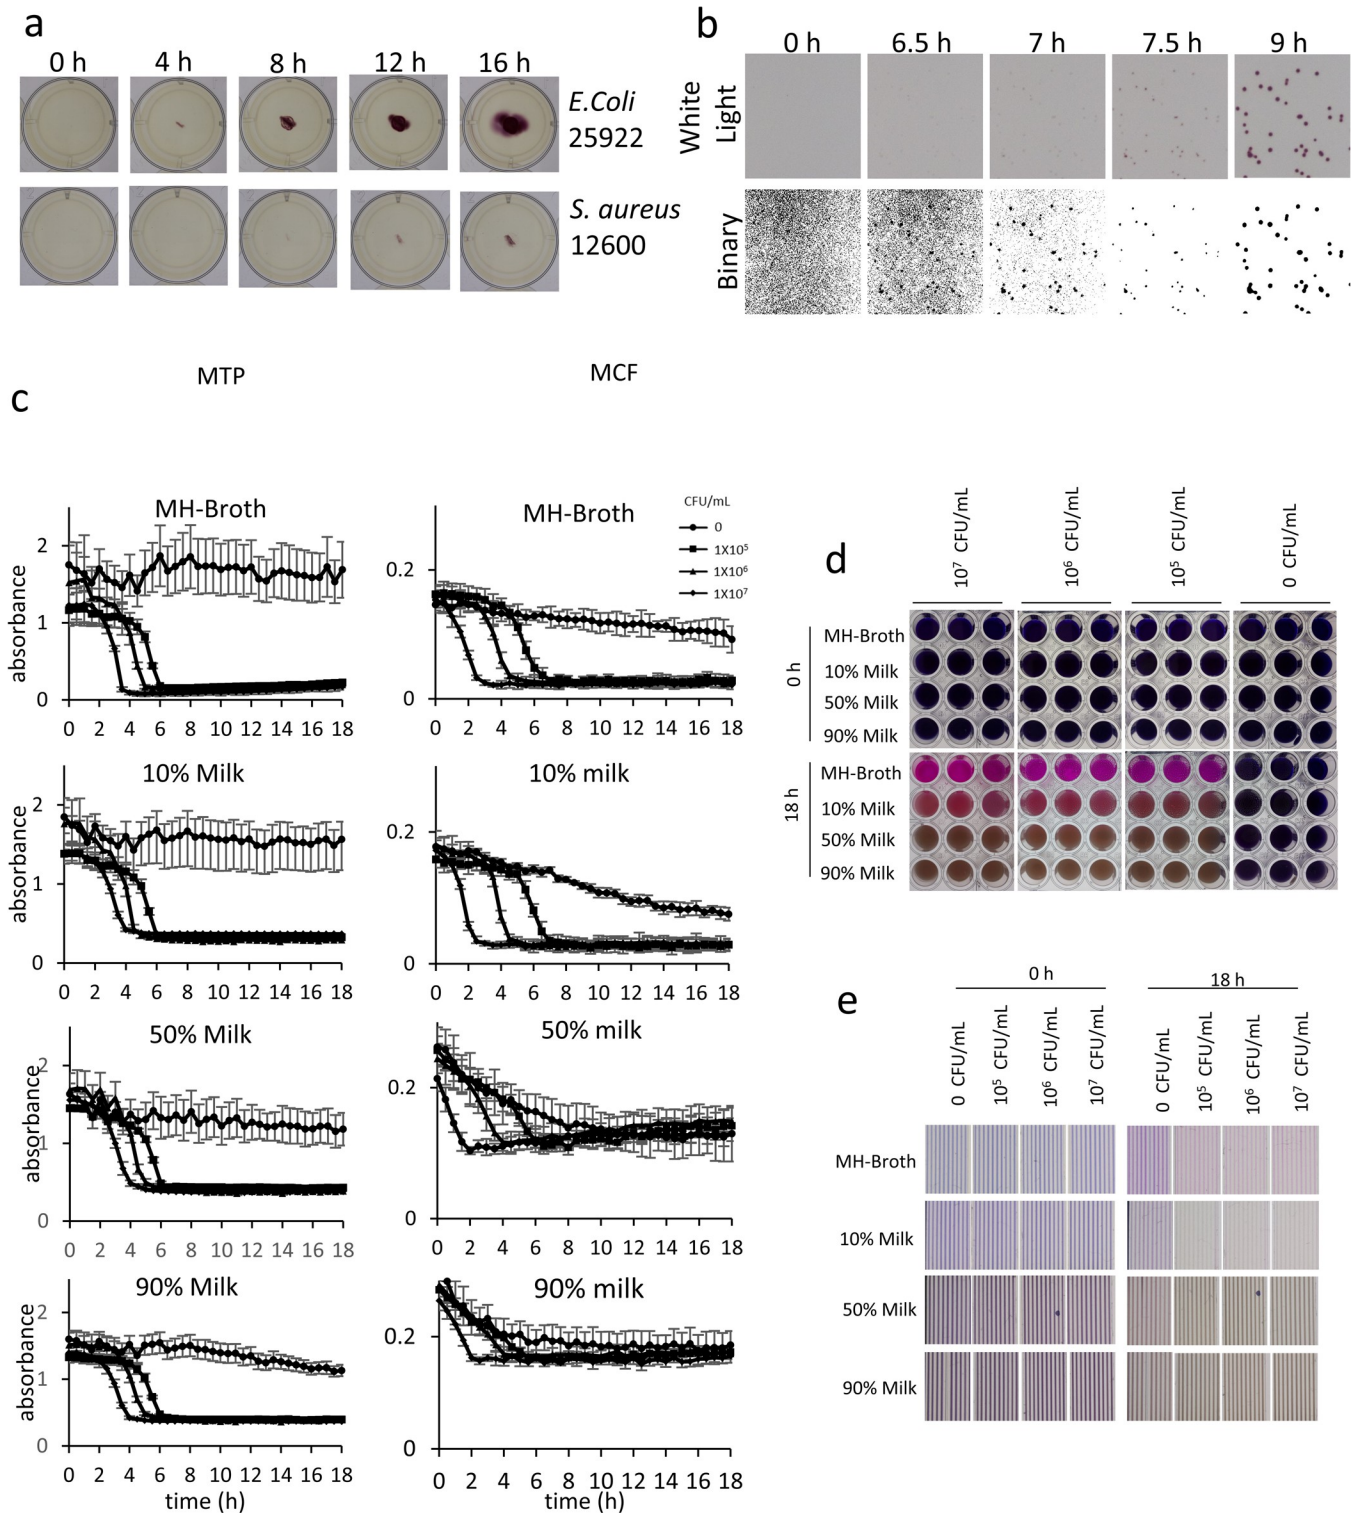 a
0 h 4 h 8 h 12 h 16 h
E.Coli
25922
S. aureus
12600
b
0 h 6.5 h 7 h 7.5 h 9 h
White
Light
Binary
c
MTP
MCF
MH-Broth
absorbance
2
1
0
0 2 4 6 8 10 12 14 16 18
MH-Broth
CFU/mL
0
1X10⁵
1X10⁶
1X10⁷
0.2
0
0 2 4 6 8 10 12 14 16 18
10% Milk
absorbance
2
1
0
0 2 4 6 8 10 12 14 16 18
10% milk
0.2
0
0 2 4 6 8 10 12 14 16 18
50% Milk
absorbance
2
1
0
0 2 4 6 8 10 12 14 16 18
50% milk
0.2
0
0 2 4 6 8 10 12 14 16 18
90% Milk
absorbance
2
1
0
0 2 4 6 8 10 12 14 16 18
time (h)
90% milk
0.2
0
0 2 4 6 8 10 12 14 16 18
time (h)
d
10⁷ CFU/mL
10⁶ CFU/mL
10⁵ CFU/mL
0 CFU/mL
0 h
MH-Broth
10% Milk
50% Milk
90% Milk
18 h
MH-Broth
10% Milk
50% Milk
90% Milk
e
0 h
18 h
0 CFU/mL
10⁵ CFU/mL
10⁶ CFU/mL
10⁷ CFU/mL
0 CFU/mL
10⁵ CFU/mL
10⁶ CFU/mL
10⁷ CFU/mL
MH-Broth
10% Milk
50% Milk
90% Milk